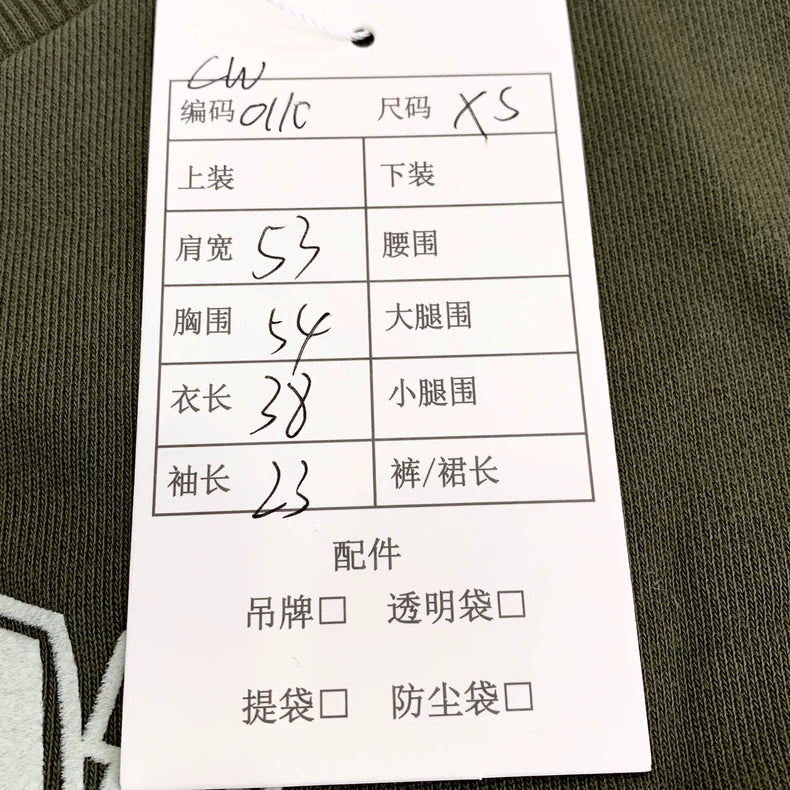 CW
编码 011C 尺码 XS
上装 下装
肩宽 53 腰围
胸围 54 大腿围
衣长 38 小腿围
袖长 23 裤/裙长
配件
吊牌□ 透明袋□
提袋□ 防尘袋□